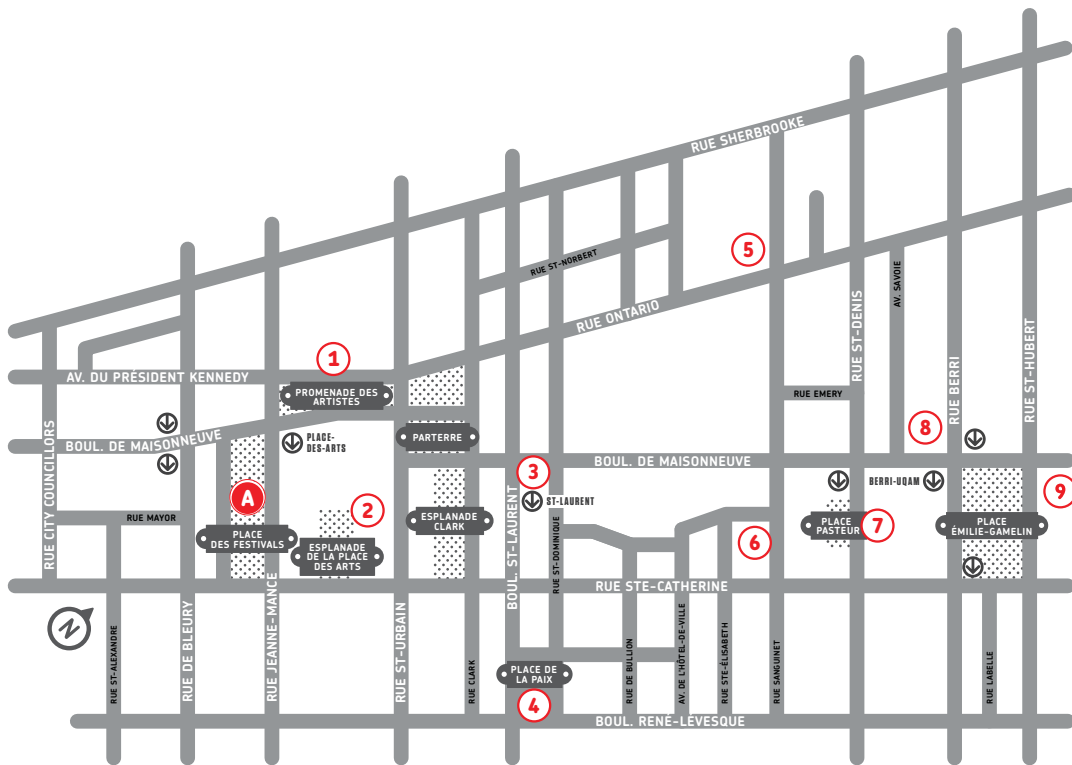 RUE SHERBROOKE
5
RUE ST-NORBERT
AV. SAVOIE
RUE ONTARIO
RUE ST-DENIS
RUE BERRI
RUE ST-HUBERT
1
AV. DU PRÉSIDENT KENNEDY
PROMENADE DES
ARTISTES
RUE EMERY
8
PARTERRE
PLACE-
DES-ARTS
BOUL. DE MAISONNEUVE
BOUL. DE MAISONNEUVE
3
BERRI-UQAM
9
A
ST-LAURENT
2
RUE CITY COUNCILLORS
RUE MAYOR
PLACE
DES FESTIVALS
ESPLANADE
CLARK
BOUL. ST-LAURENT
RUE ST-DOMINIQUE
6
PLACE
PASTEUR
7
PLACE
ÉMILIE-GAMELIN
ESPLANADE
DE LA PLACE
DES ARTS
RUE STE-CATHERINE
N
RUE ST-ALEXANDRE
RUE DE BLEURY
RUE JEANNE-MANCE
RUE ST-URBAIN
RUE CLARK
PLACE DE
LA PAIX
4
RUE DE BULLION
AV. DE L'HÔTEL-DE-VILLE
RUE STE-ÉLISABETH
RUE SANGUINET
RUE LABELLE
BOUL. RENÉ-LÉVESQUE